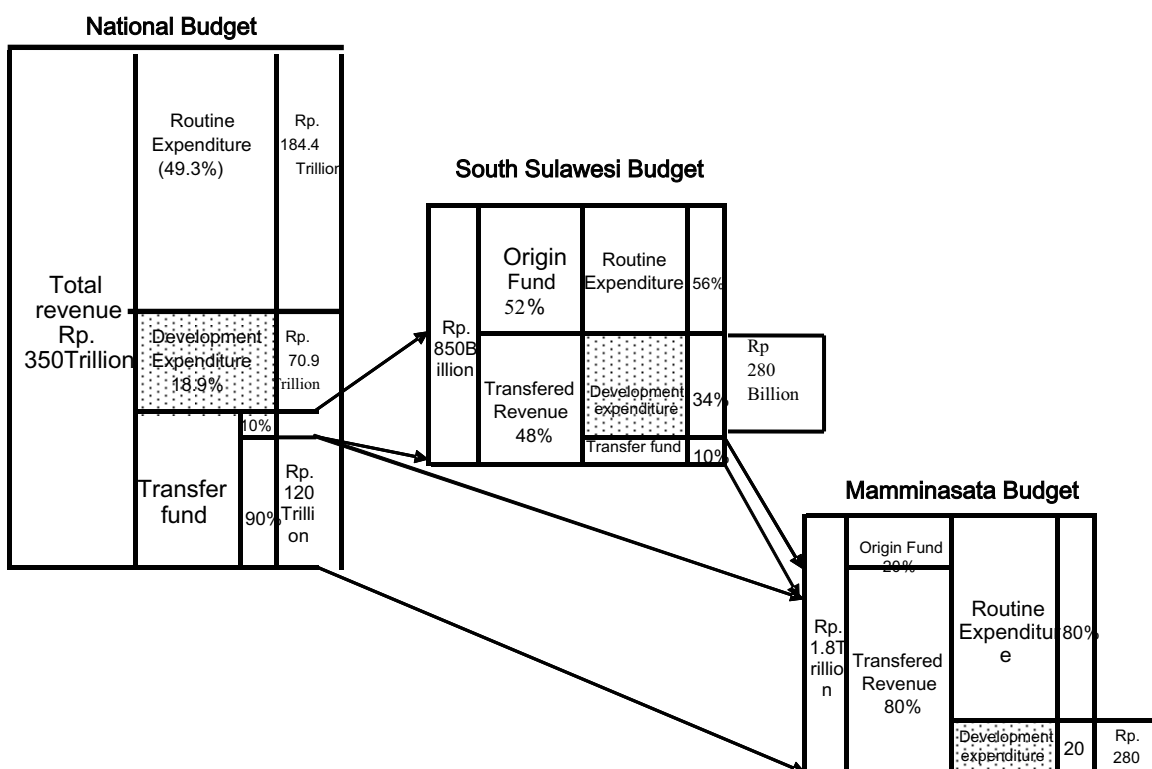 National Budget
Routine
Expenditure
(49.3%)
Rp.
184.4
Trillion
Total
revenue
Rp.
350Trillion
Development
Expenditure
18.9%
Rp.
70.9
Trillion
10%
Transfer
fund
90%
Rp.
120
Trilli
on
South Sulawesi Budget
Rp.
850B
illion
Origin
Fund
52%
Routine
Expenditure
56%
Transfered
Revenue
48%
Development
expenditure
34%
Rp
280
Billion
Transfer fund
10%
Mamminasata Budget
Rp.
1.8T
rillio
n
Origin Fund
20%
Transfered
Revenue
80%
Routine
Expenditur
e
80%
Development
expenditure
20
Rp.
280